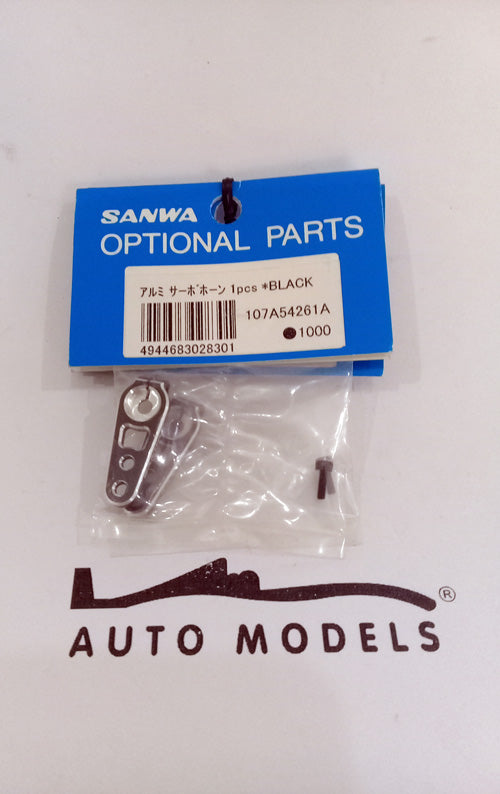 SANWA
OPTIONAL PARTS
アルミ サーボホーン 1pcs *BLACK
107A54261A
●1000
4944683028301
AUTO MODELS
®